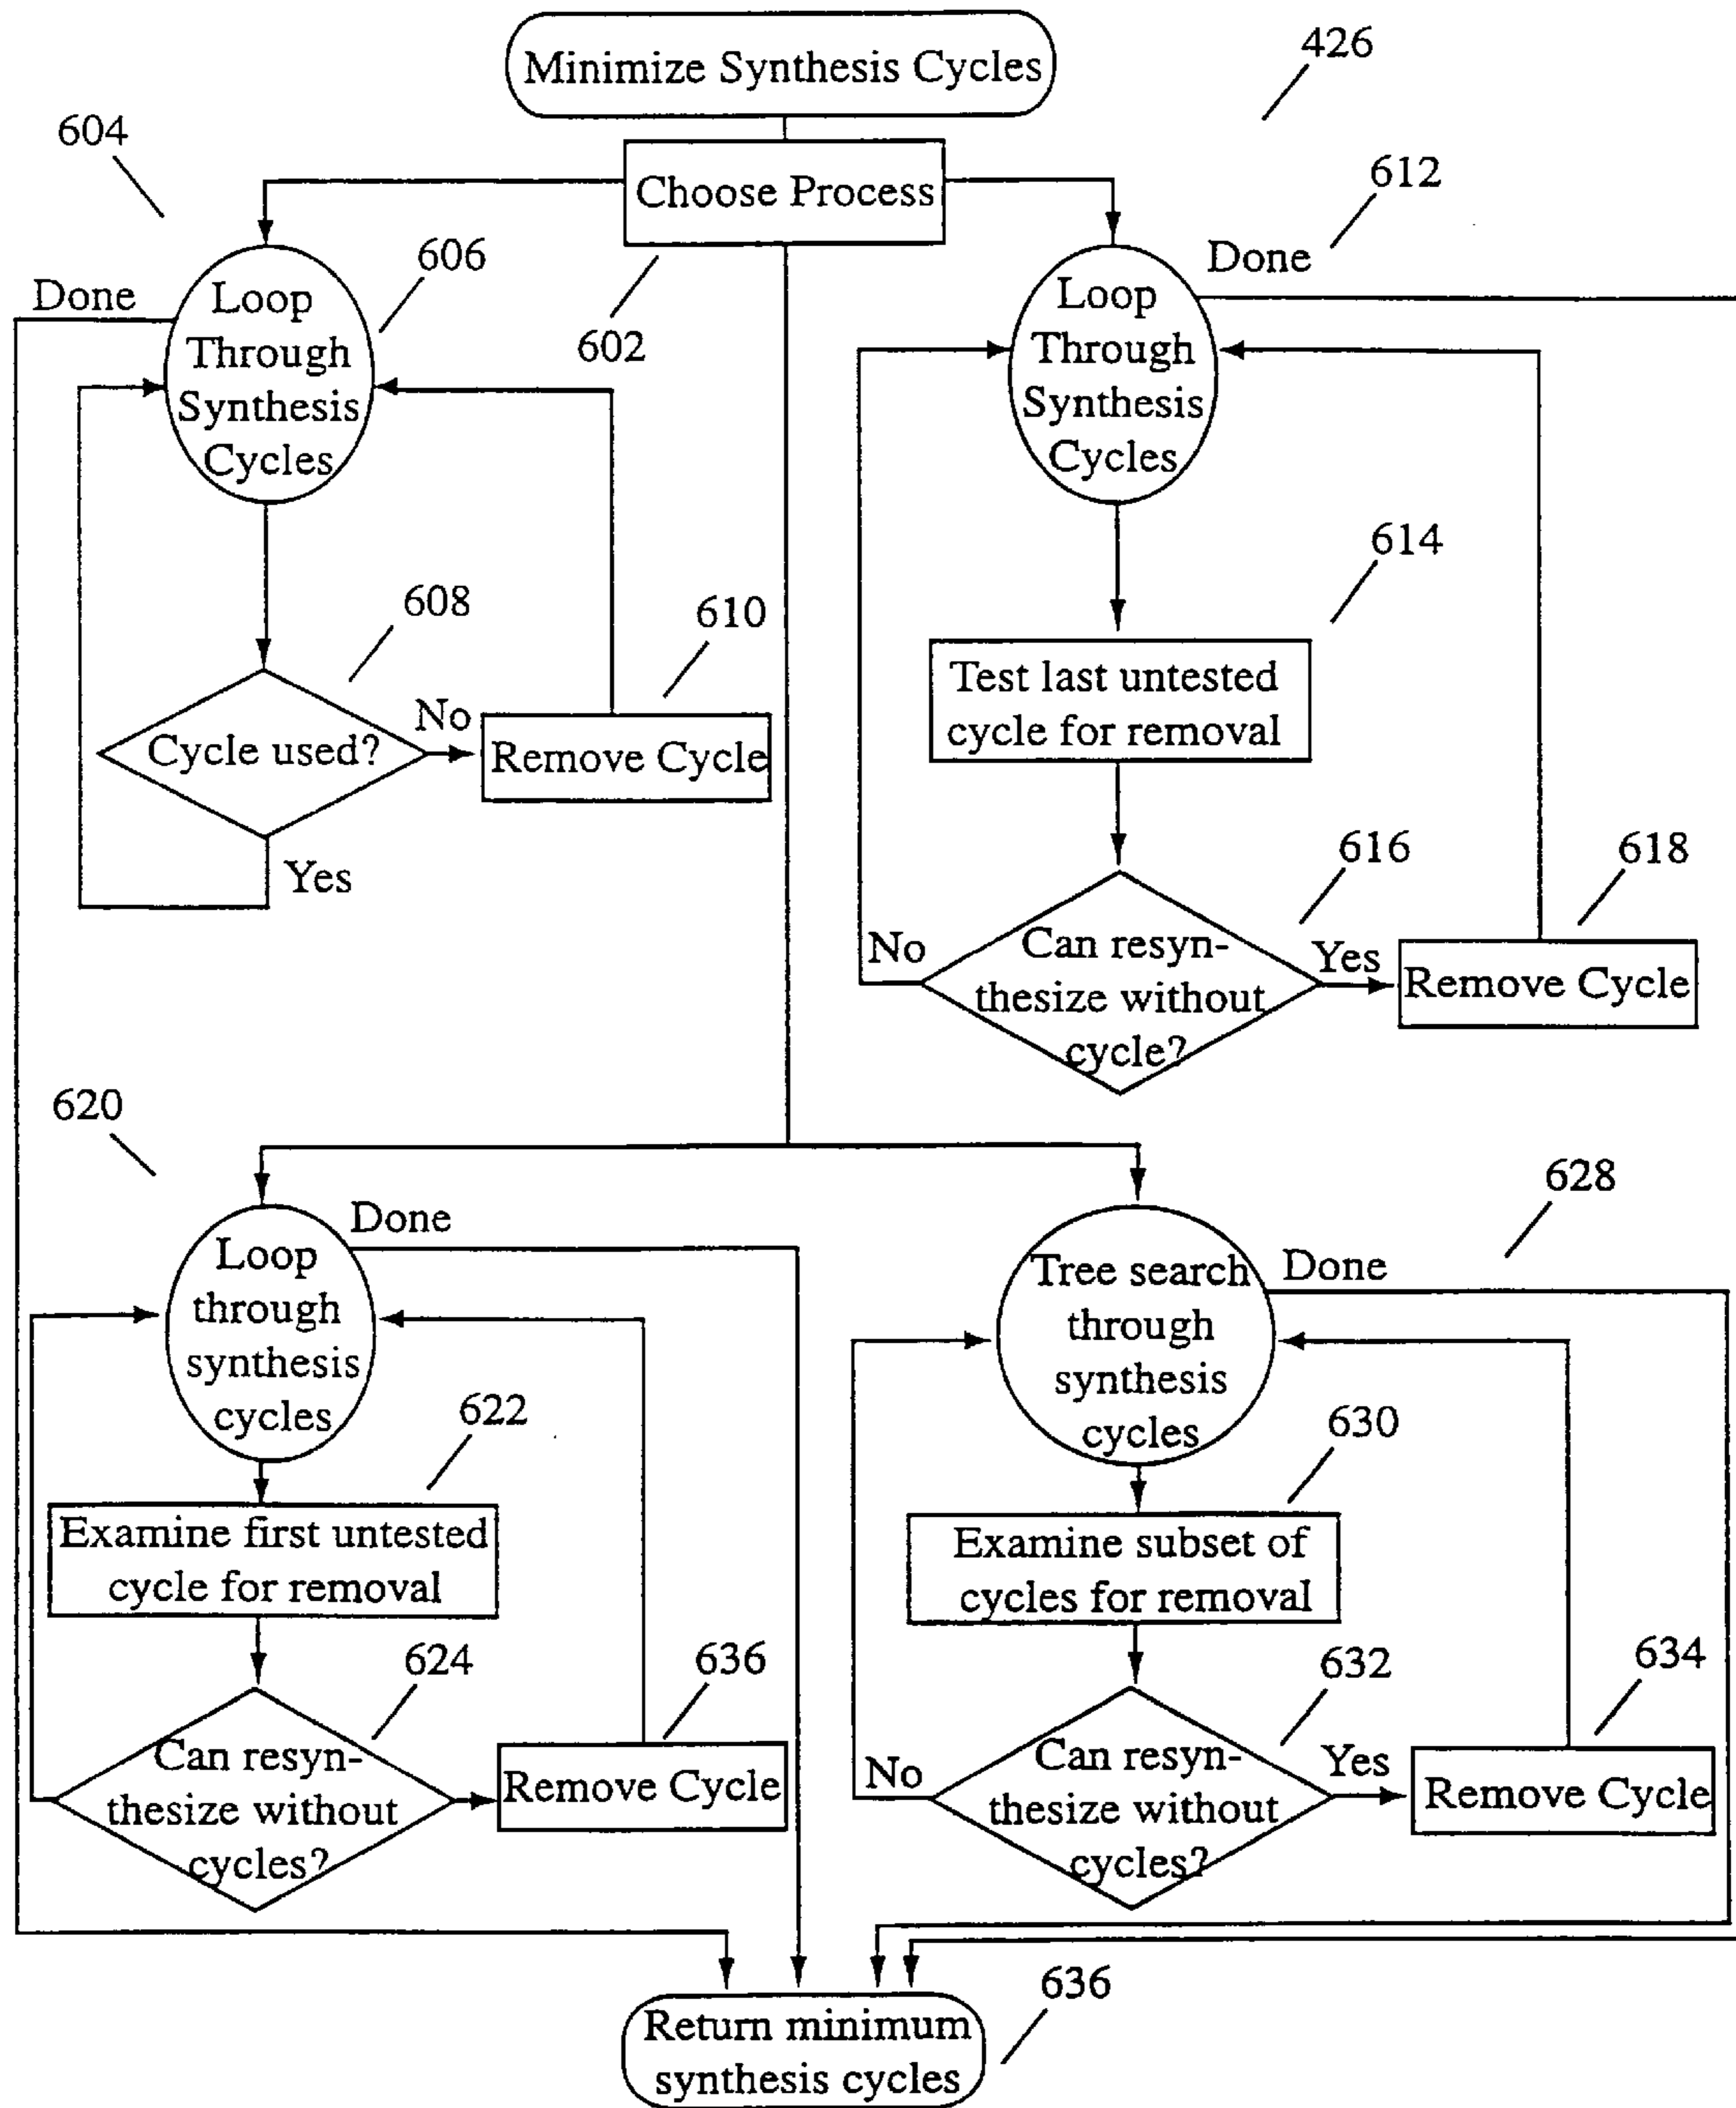 Minimize Synthesis Cycles
426
604
Choose Process
612
606
602
Done
Loop
Through
Synthesis
Cycles
Done
Loop
Through
Synthesis
Cycles
614
608
610
Test last untested
cycle for removal
Cycle used?
No
Remove Cycle
Yes
616
618
No
Can resyn-
thesize without
cycle?
Yes
Remove Cycle
620
628
Done
Loop
through
synthesis
cycles
Done
Tree search
through
synthesis
cycles
622
630
Examine first untested
cycle for removal
Examine subset of
cycles for removal
624
636
632
634
Can resyn-
thesize without
cycles?
Remove Cycle
No
Can resyn-
thesize without
cycles?
Yes
Remove Cycle
636
Return minimum
synthesis cycles